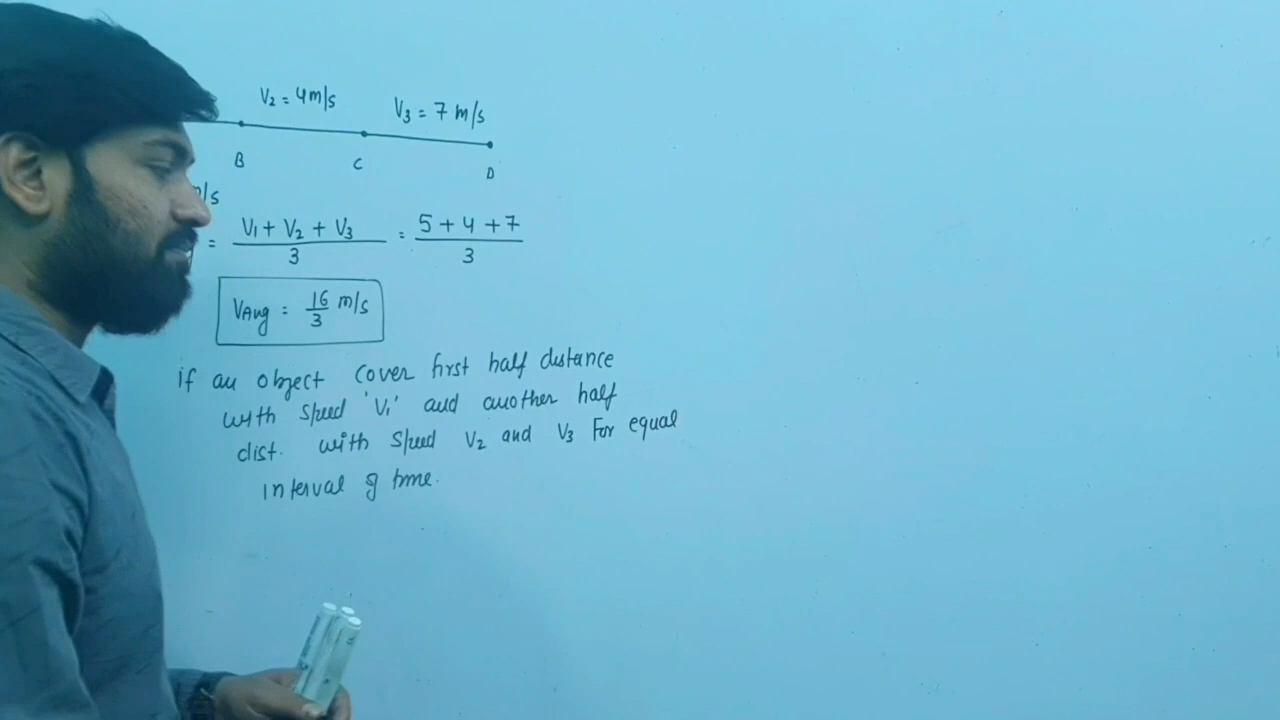 V₂ = 4m/s V₃ = 7 m/s
B C D
/s
= V₁ + V₂ + V₃ / 3 = 5 + 4 + 7 / 3
VAvg = 16/3 m/s
if an object cover first half distance
with speed 'V₁' and another half
dist. with speed V₂ and V₃ For equal
interval of time.